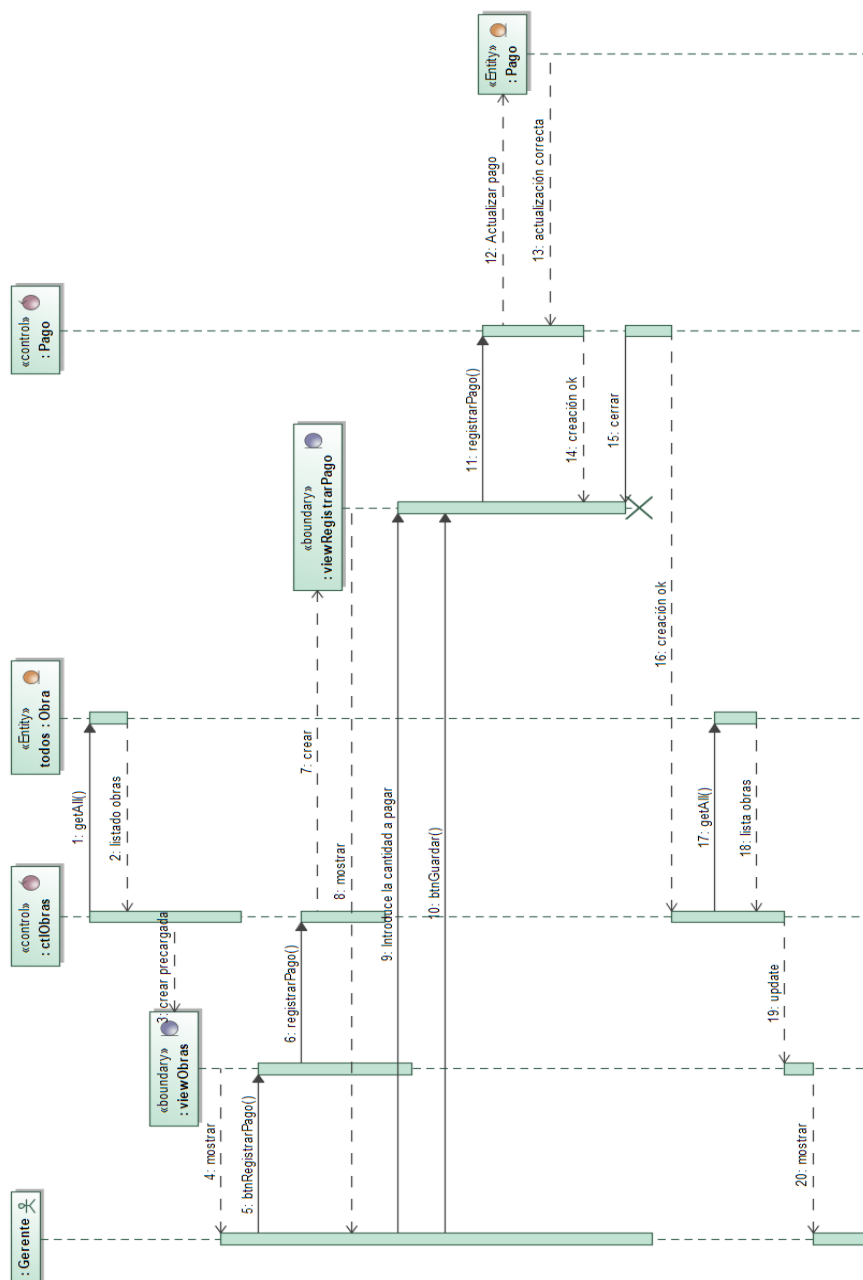 : Gerente
«boundary»
: viewObras
«control»
: ctlObras
«Entity»
todos : Obra
«boundary»
: viewRegistrarPago
«control»
: Pago
«Entity»
: Pago
1: getAll()
2: listado obras
3: crear precargada
4: mostrar
5: btnRegistrarPago()
6: registrarPago()
7: crear
8: mostrar
9: Introduce la cantidad a pagar
10: btnGuardar()
11: registrarPago()
12: Actualizar pago
13: actualización correcta
14: creación ok
15: cerrar
16: creación ok
17: getAll()
18: lista obras
19: update
20: mostrar